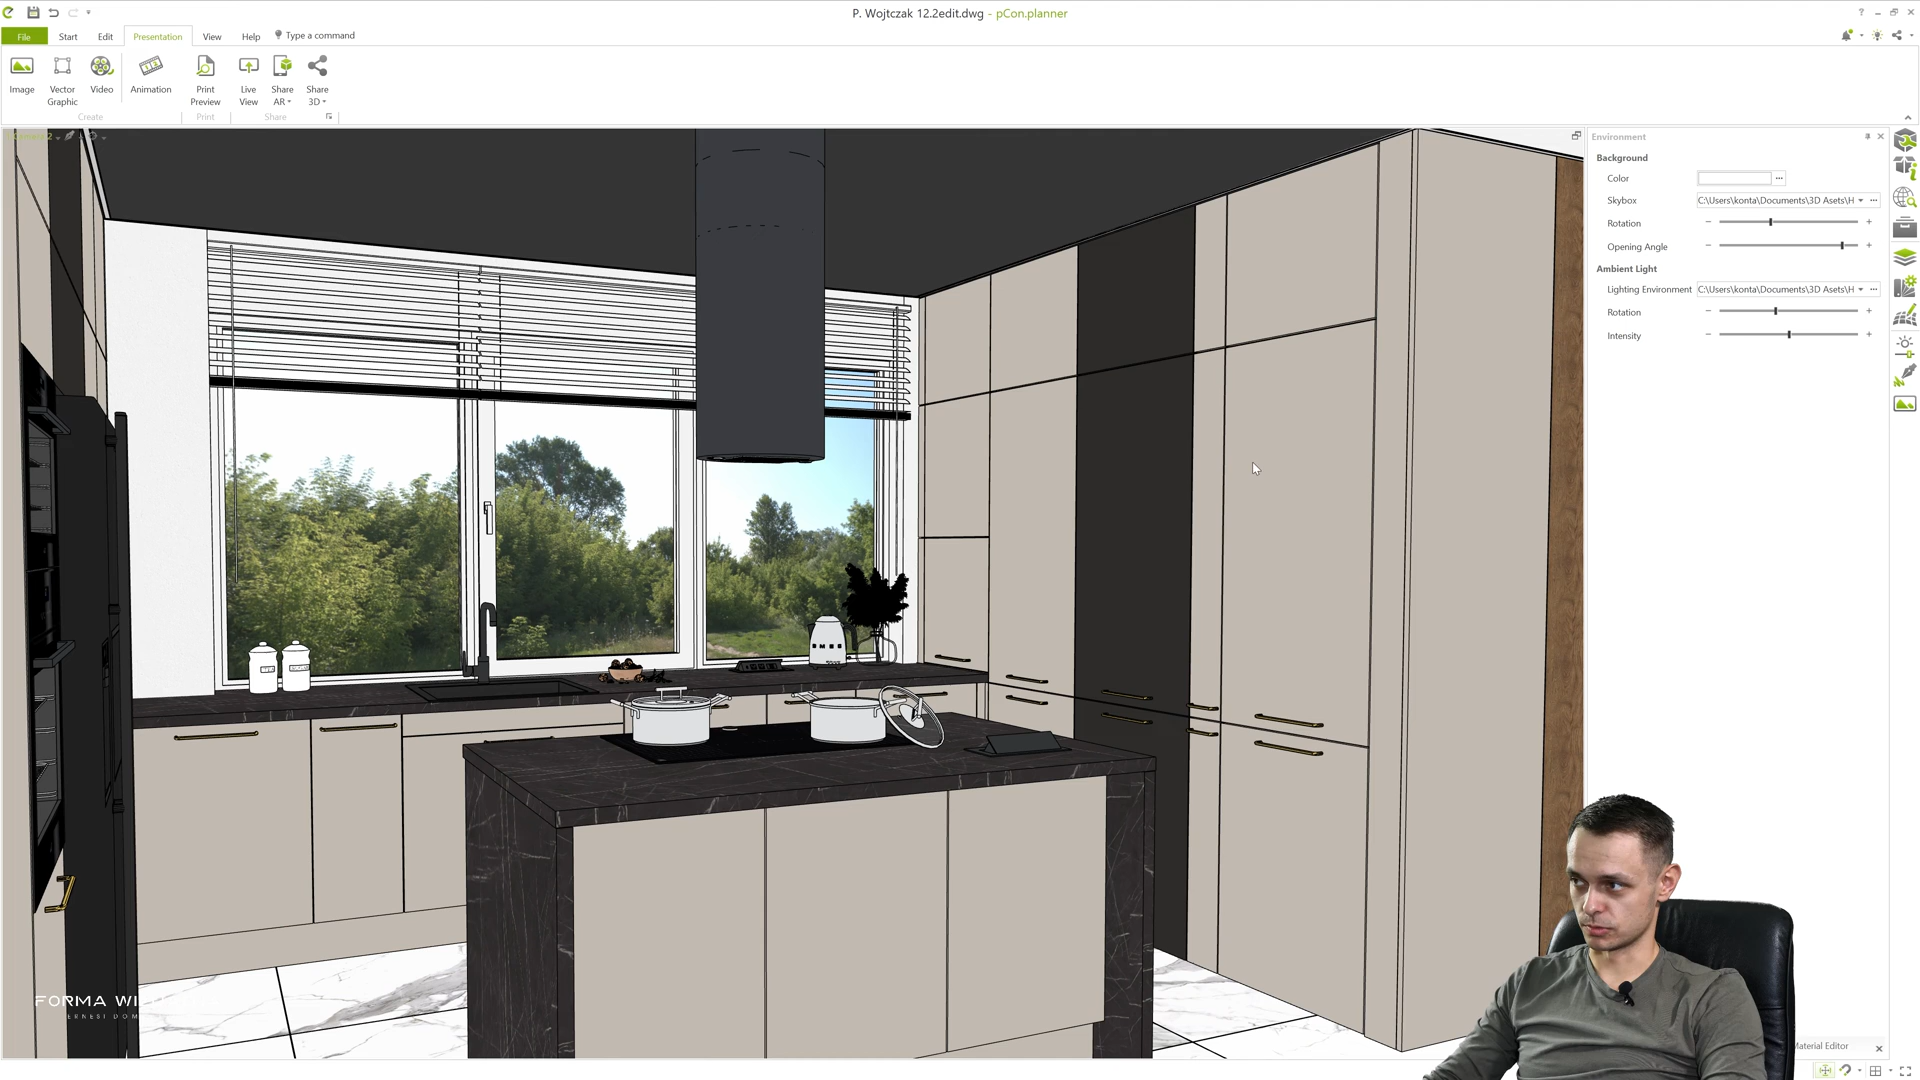 P. Wojtczak 12.2edit.dwg - pCon.planner
File Start Edit Presentation View Help Type a command
Image
Vector Graphic
Video
Animation
Print Preview
Live View
Share AR
Share 3D
Create
Print
Share
Environment
Background
Color
Skybox C:\Users\konta\Documents\3D Asets\H
Rotation
Opening Angle
Ambient Light
Lighting Environment C:\Users\konta\Documents\3D Asets\H
Rotation
Intensity
SMEG
FORMA
Material Editor